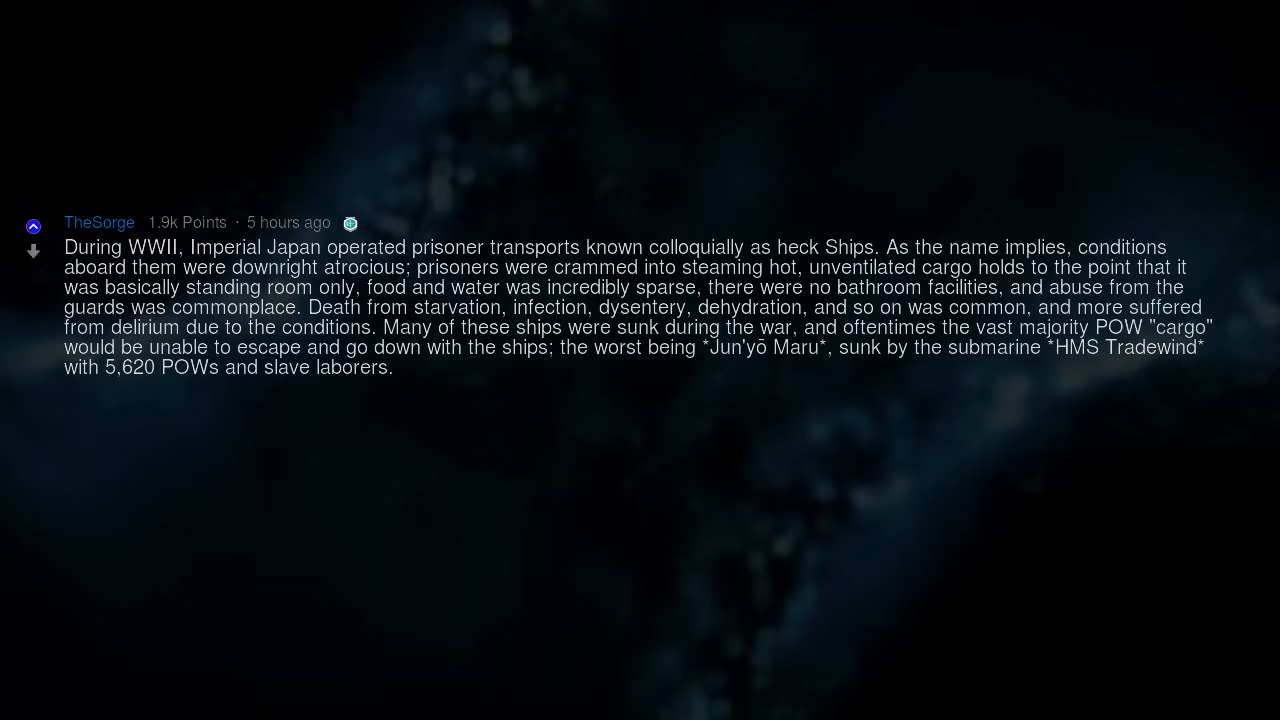 TheSorge 1.9k Points · 5 hours ago
During WWII, Imperial Japan operated prisoner transports known colloquially as heck Ships. As the name implies, conditions
aboard them were downright atrocious; prisoners were crammed into steaming hot, unventilated cargo holds to the point that it
was basically standing room only, food and water was incredibly sparse, there were no bathroom facilities, and abuse from the
guards was commonplace. Death from starvation, infection, dysentery, dehydration, and so on was common, and more suffered
from delirium due to the conditions. Many of these ships were sunk during the war, and oftentimes the vast majority POW "cargo"
would be unable to escape and go down with the ships; the worst being *Jun'yō Maru*, sunk by the submarine *HMS Tradewind*
with 5,620 POWs and slave laborers.